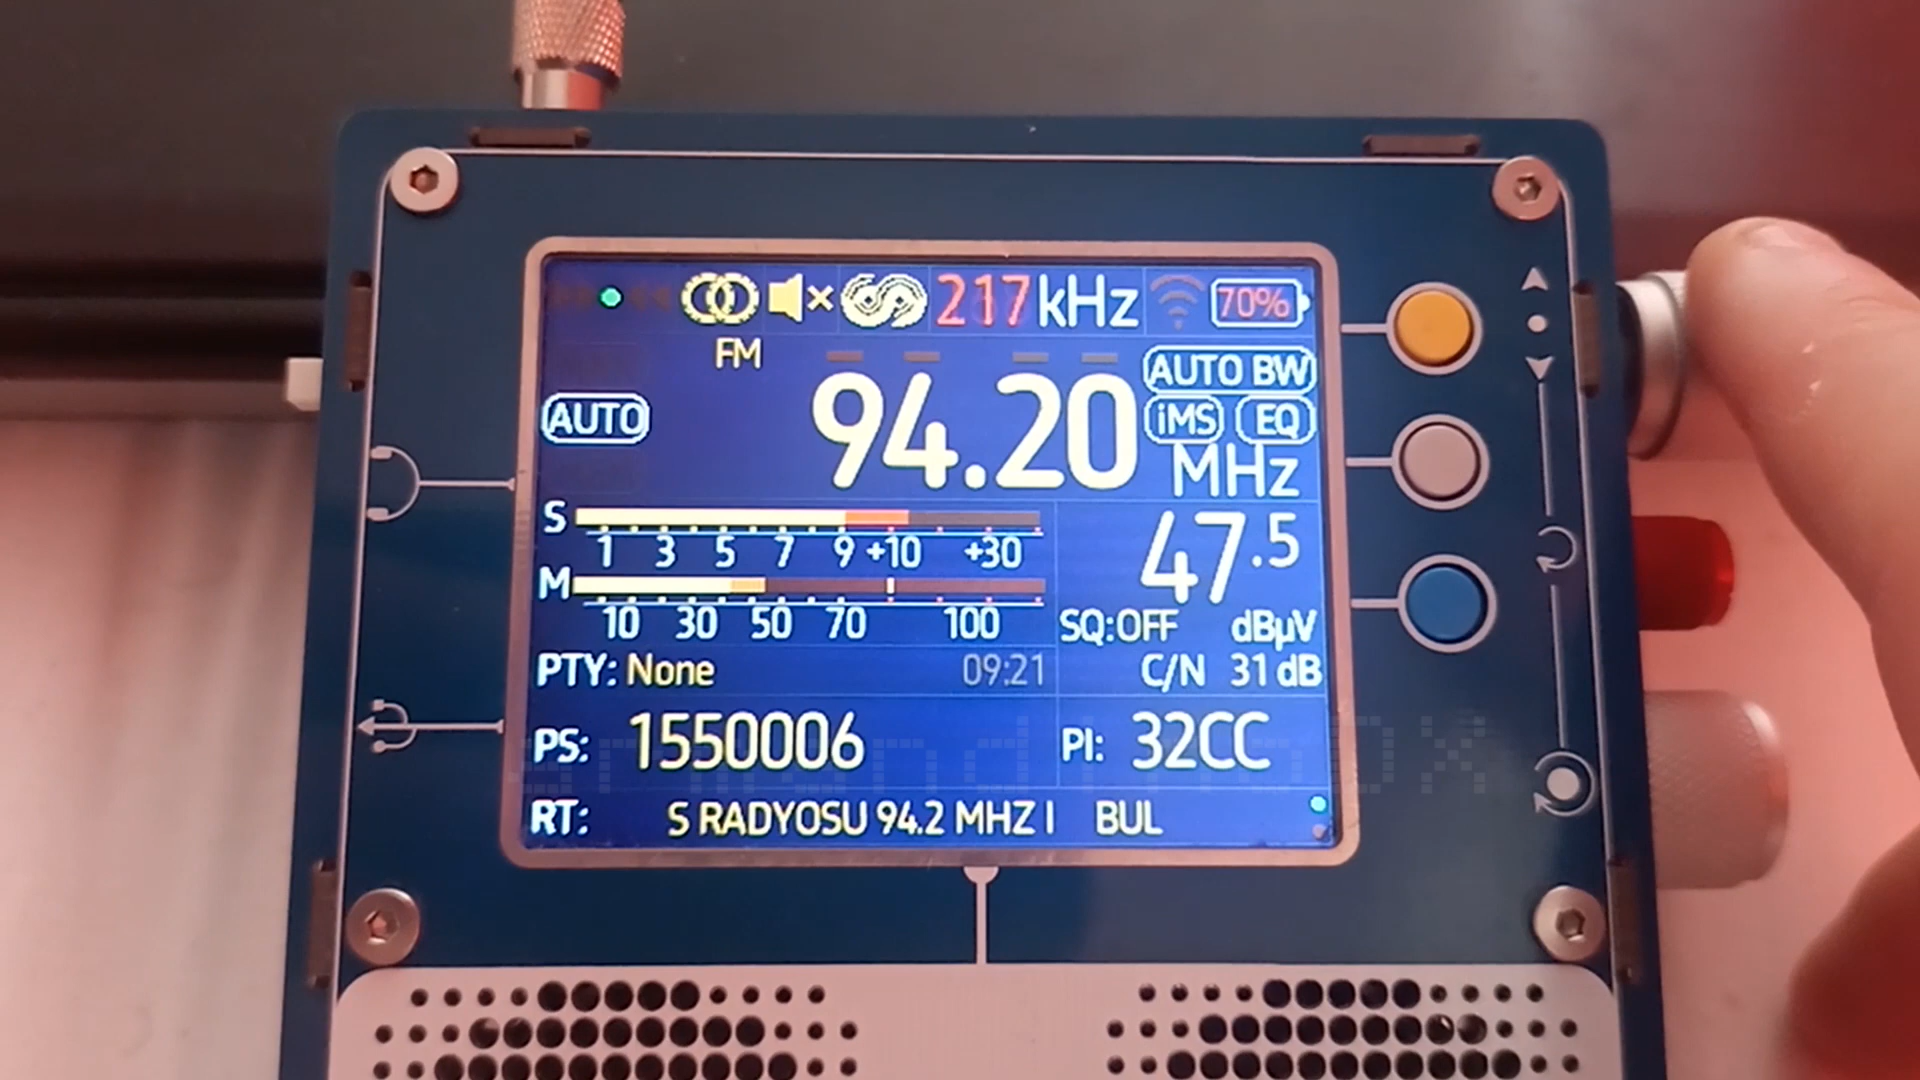 217 kHz 70%
FM
AUTO BW
AUTO 94.20 iMS EQ
MHz
S 1 3 5 7 9 +10 +30
47.5
M 10 30 50 70 100
SQ:OFF dBµV
PTY: None 09:21 C/N 31 dB
PS: 1550006 PI: 32CC
RT: S RADYOSU 94.2 MHZ I BUL